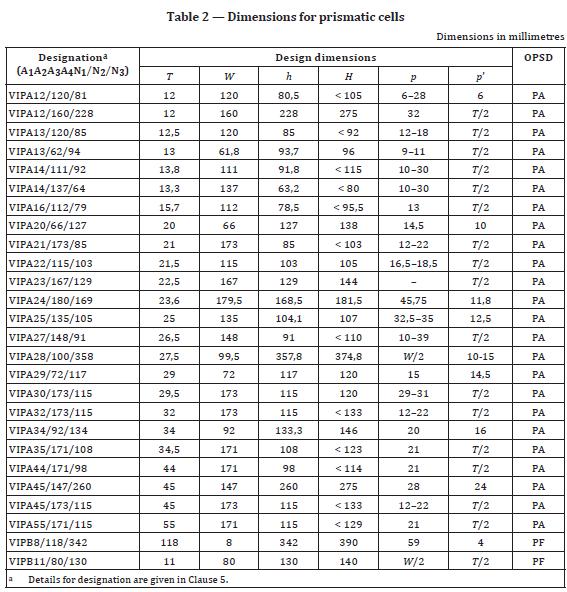 Table 2 — Dimensions for prismatic cells
Dimensions in millimetres
Designationa Design dimensions OPSD
(A1A2A3A4N1/N2/N3) T W h H p p'
VIPA12/120/81 12 120 80,5 < 105 6–28 6 PA
VIPA12/160/228 12 160 228 275 32 T/2 PA
VIPA13/120/85 12,5 120 85 < 92 12–18 T/2 PA
VIPA13/62/94 13 61,8 93,7 96 9–11 T/2 PA
VIPA14/111/92 13,8 111 91,8 < 115 10–30 T/2 PA
VIPA14/137/64 13,3 137 63,2 < 80 10–30 T/2 PA
VIPA16/112/79 15,7 112 78,5 < 95,5 13 T/2 PA
VIPA20/66/127 20 66 127 138 14,5 10 PA
VIPA21/173/85 21 173 85 < 103 12–22 T/2 PA
VIPA22/115/103 21,5 115 103 105 16,5–18,5 T/2 PA
VIPA23/167/129 22,5 167 129 144 – T/2 PA
VIPA24/180/169 23,6 179,5 168,5 181,5 45,75 11,8 PA
VIPA25/135/105 25 135 104,1 107 32,5–35 12,5 PA
VIPA27/148/91 26,5 148 91 < 110 10–39 T/2 PA
VIPA28/100/358 27,5 99,5 357,8 374,8 W/2 10-15 PA
VIPA29/72/117 29 72 117 120 15 14,5 PA
VIPA30/173/115 29,5 173 115 120 29–31 T/2 PA
VIPA32/173/115 32 173 115 < 133 12–22 T/2 PA
VIPA34/92/134 34 92 133,3 146 20 16 PA
VIPA35/171/108 34,5 171 108 < 123 21 T/2 PA
VIPA44/171/98 44 171 98 < 114 21 T/2 PA
VIPA45/147/260 45 147 260 275 28 24 PA
VIPA45/173/115 45 173 115 < 133 12–22 T/2 PA
VIPA55/171/115 55 171 115 < 129 21 T/2 PA
VIPB8/118/342 118 8 342 390 59 4 PF
VIPB11/80/130 11 80 130 140 W/2 T/2 PF
a Details for designation are given in Clause 5.